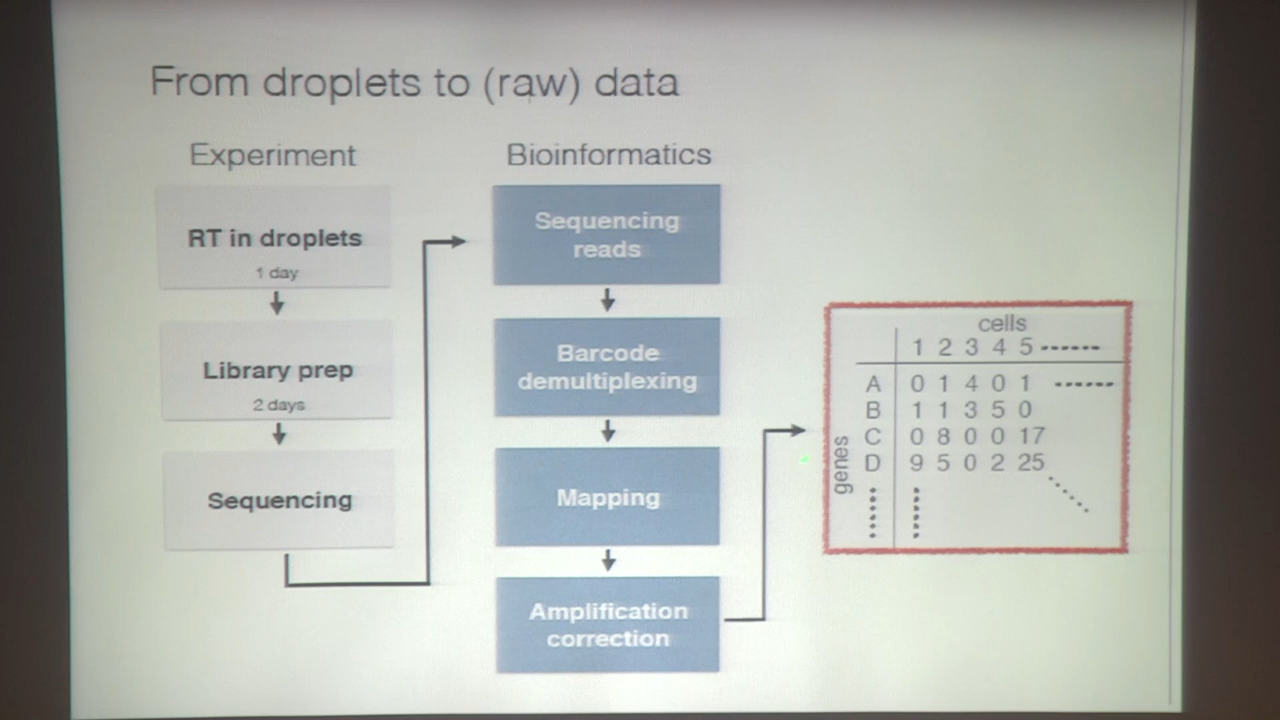 From droplets to (raw) data
Experiment
RT in droplets
1 day
Library prep
2 days
Sequencing
Bioinformatics
Sequencing
reads
Barcode
demultiplexing
Mapping
Amplification
correction
cells
1 2 3 4 5
genes
A 0 1 4 0 1
B 1 1 3 5 0
C 0 8 0 0 17
D 9 5 0 2 25